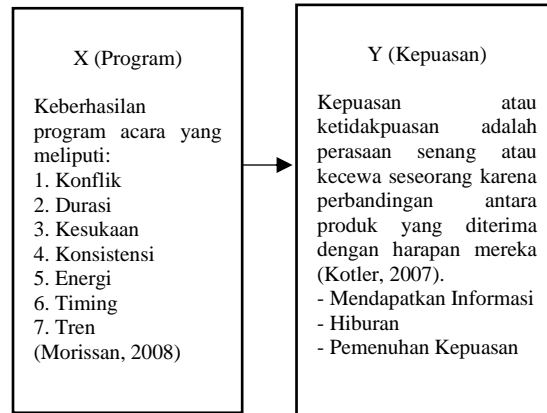 X (Program)
Keberhasilan
program acara yang
meliputi:
1. Konflik
2. Durasi
3. Kesukaan
4. Konsistensi
5. Energi
6. Timing
7. Tren
(Morissan, 2008)
Y (Kepuasan)
Kepuasan atau
ketidakpuasan adalah
perasaan senang atau
kecewa seseorang karena
perbandingan antara
produk yang diterima
dengan harapan mereka
(Kotler, 2007).
- Mendapatkan Informasi
- Hiburan
- Pemenuhan Kepuasan